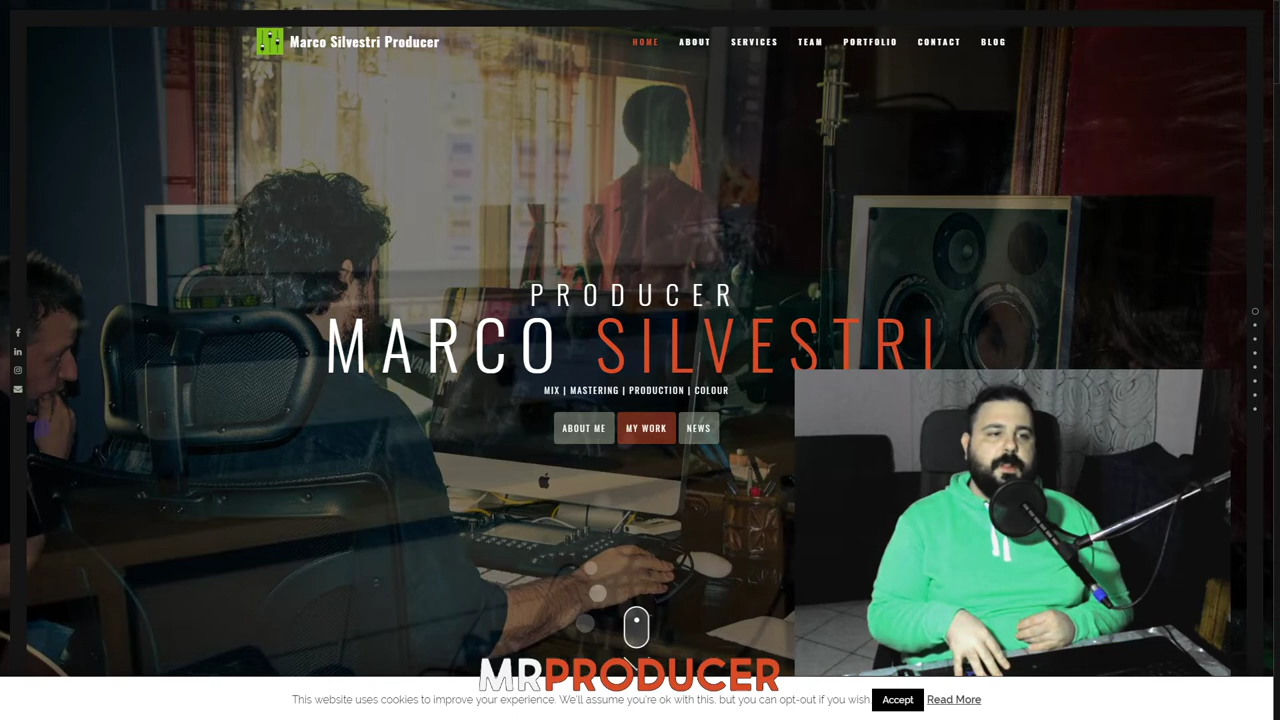 Marco Silvestri Producer
HOME ABOUT SERVICES TEAM PORTFOLIO CONTACT BLOG
PRODUCER
MARCO SILVESTRI
MIX | MASTERING | PRODUCTION | COLOUR
ABOUT ME MY WORK NEWS
MRPRODUCER
This website uses cookies to improve your experience. We'll assume you're ok with this, but you can opt-out if you wish. Accept Read More